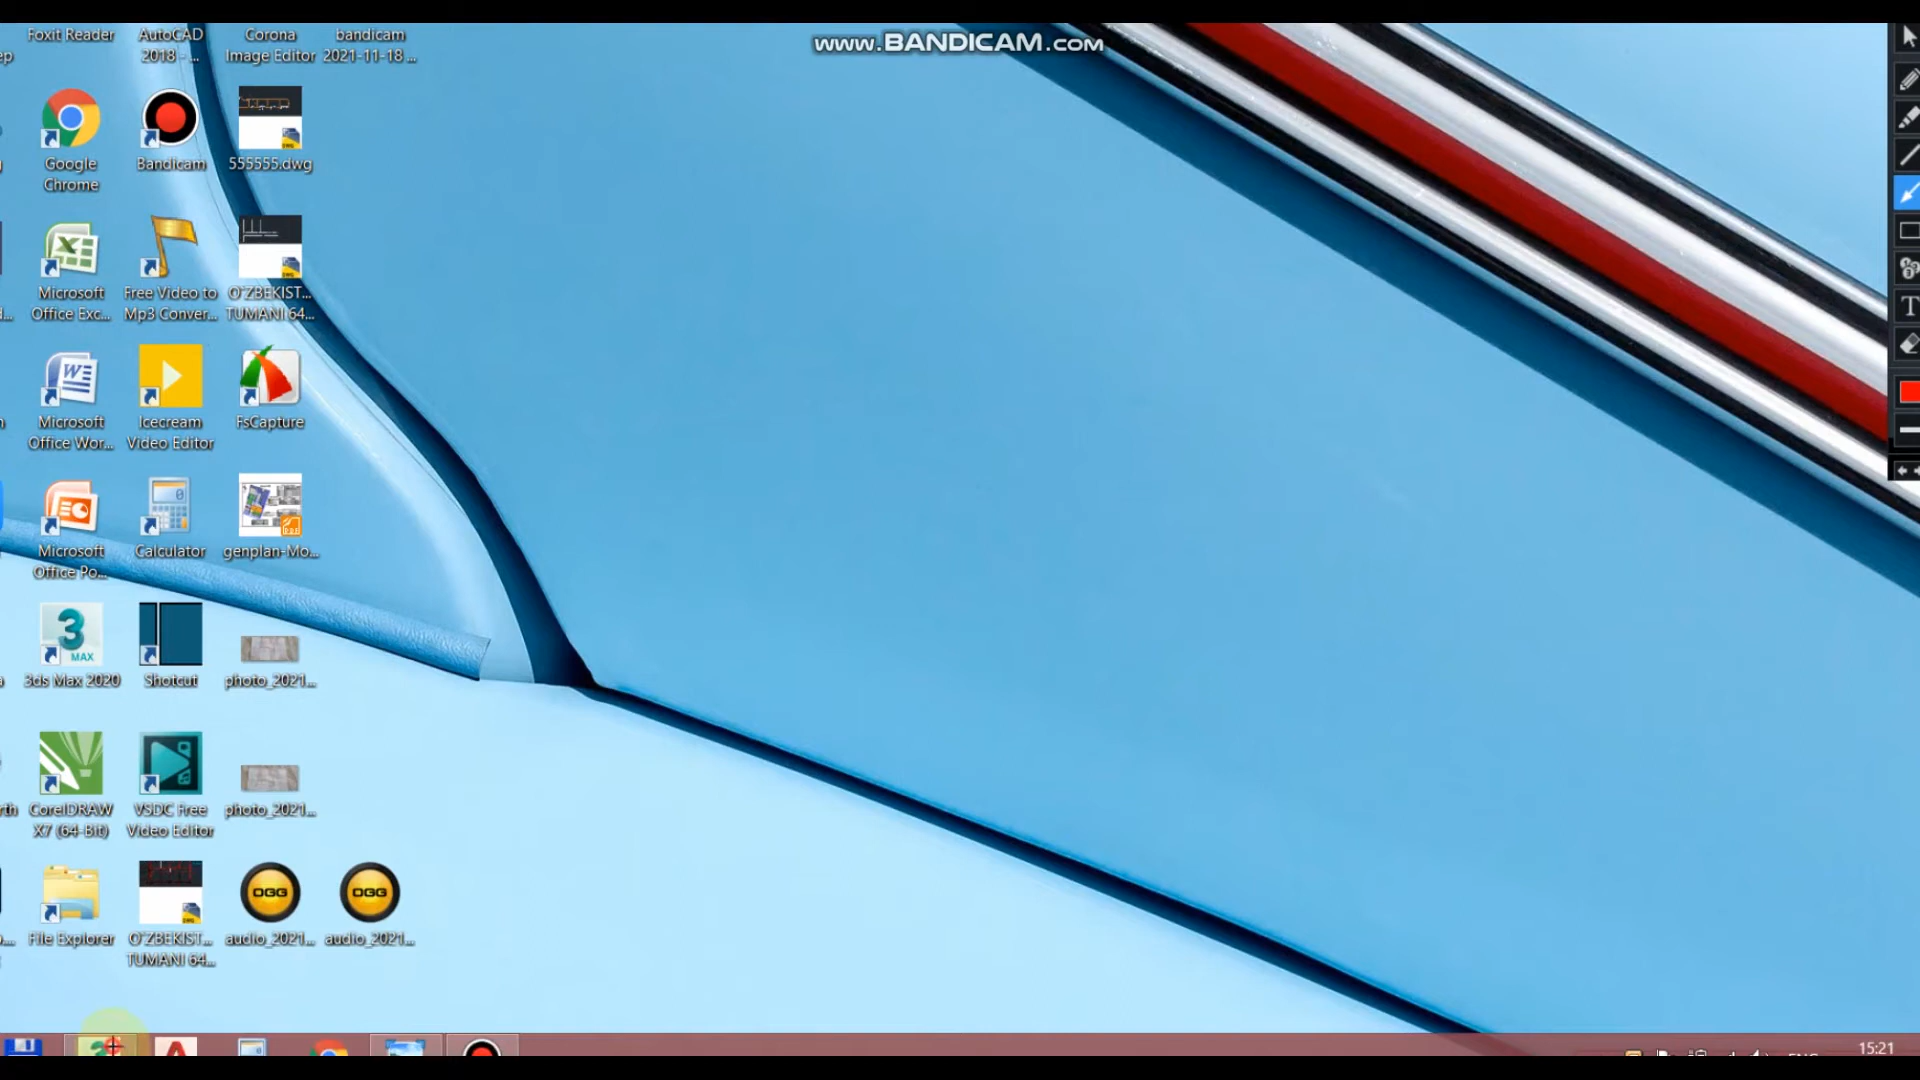 www.BANDICAM.com
Foxit Reader
AutoCAD
2018 - ...
Corona
Image Editor
bandicam
2021-11-18 ...
Google
Chrome
Bandicam
555555.dwg
Microsoft
Office Exc...
Free Video to
Mp3 Conver...
O'ZBEKIST...
TUMANI 64...
Microsoft
Office Wor...
Icecream
Video Editor
FsCapture
Microsoft
Office Po...
Calculator
genplan-Mo...
3ds Max 2020
Shotcut
photo_2021...
CorelDRAW
X7 (64-Bit)
VSDC Free
Video Editor
photo_2021...
File Explorer
O'ZBEKIST...
TUMANI 64...
audio_2021...
audio_2021...
15:21